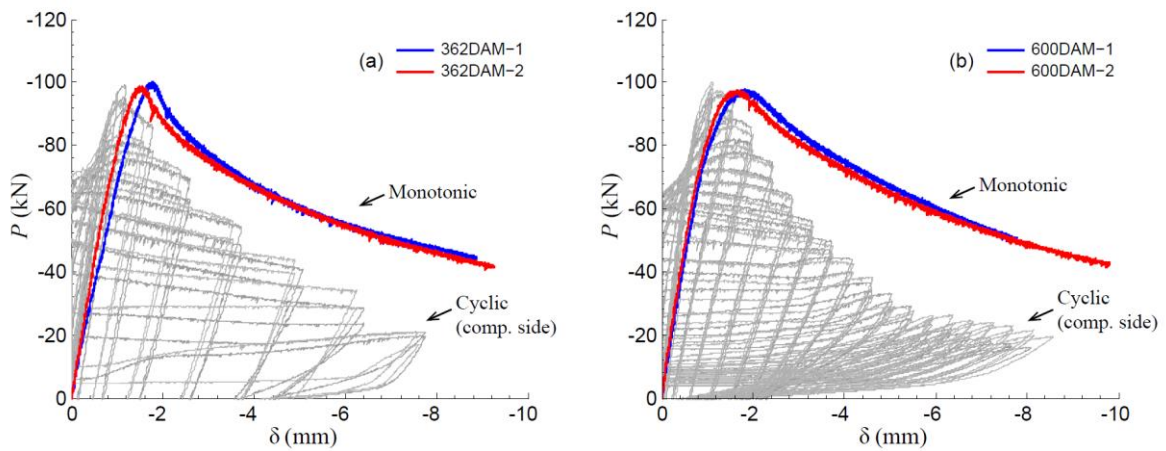 -120
-100
-80
-60
-40
-20
0
P (kN)
(a)
362DAM−1
362DAM−2
Monotonic
Cyclic
(comp. side)
0 -2 -4 -6 -8 -10
δ (mm)
-120
-100
-80
-60
-40
-20
0
P (kN)
(b)
600DAM−1
600DAM−2
Monotonic
Cyclic
(comp. side)
0 -2 -4 -6 -8 -10
δ (mm)